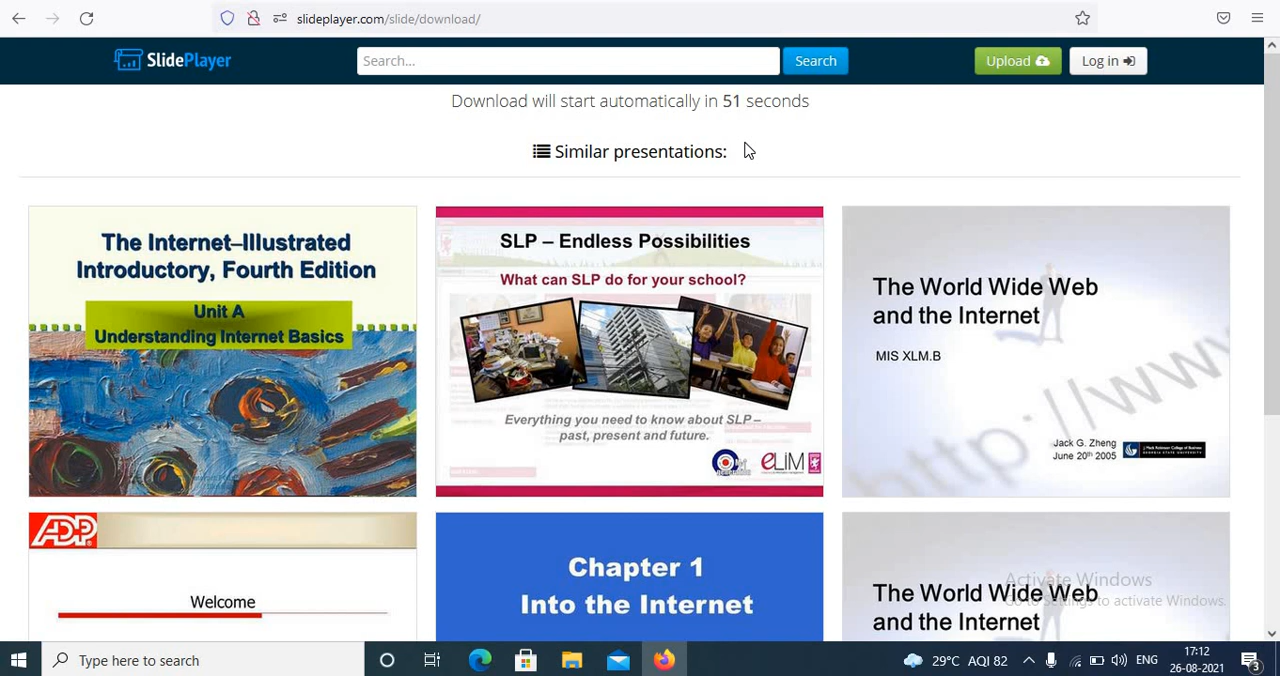 slideplayer.com/slide/download/
SlidePlayer
Search...
Search
Upload
Log in
Download will start automatically in 51 seconds
Similar presentations:
The Internet–Illustrated
Introductory, Fourth Edition
Unit A
Understanding Internet Basics
SLP – Endless Possibilities
What can SLP do for your school?
Everything you need to know about SLP –
past, present and future.
eLiM
The World Wide Web
and the Internet
MIS XLM.B
http://www
Jack G. Zheng
June 20th 2005
ADP
Welcome
Chapter 1
Into the Internet
The World Wide Web
and the Internet
Activate Windows
Go to Settings to activate Windows.
Type here to search
29°C AQI 82
ENG
17:12
26-08-2021
3